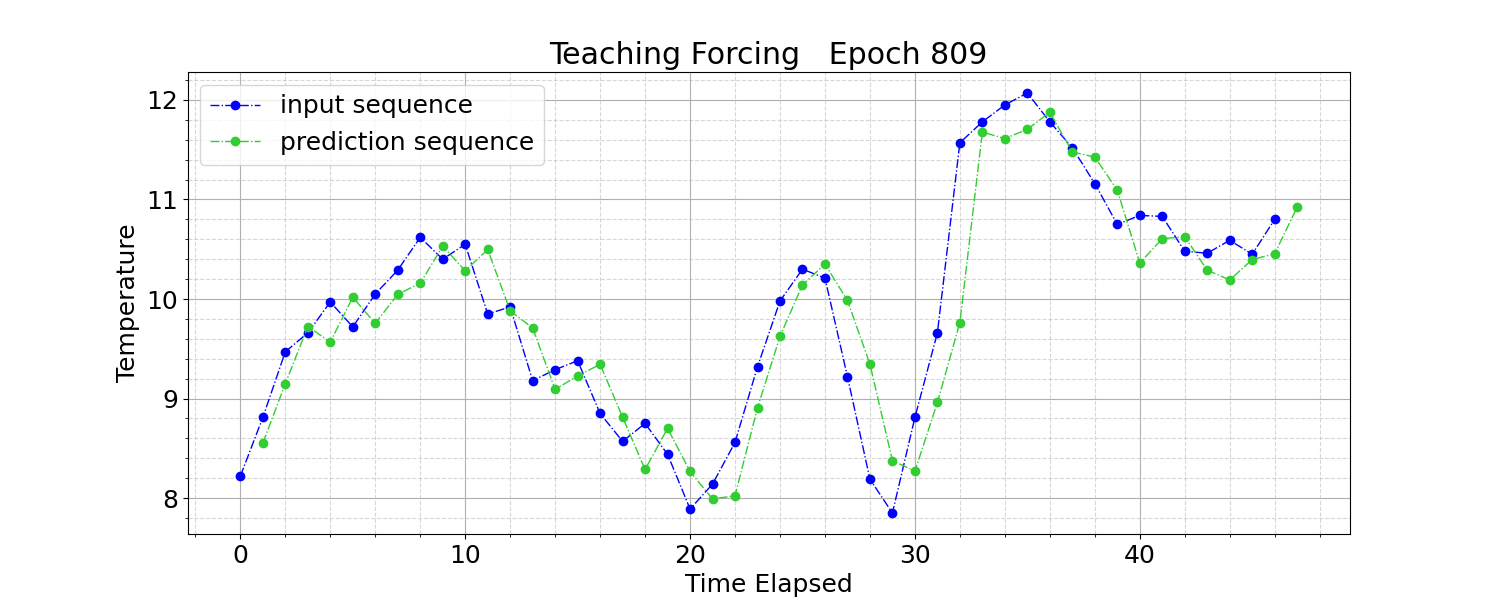 Teaching Forcing   Epoch 809
input sequence
prediction sequence
Temperature
12
11
10
9
8
0 10 20 30 40
Time Elapsed